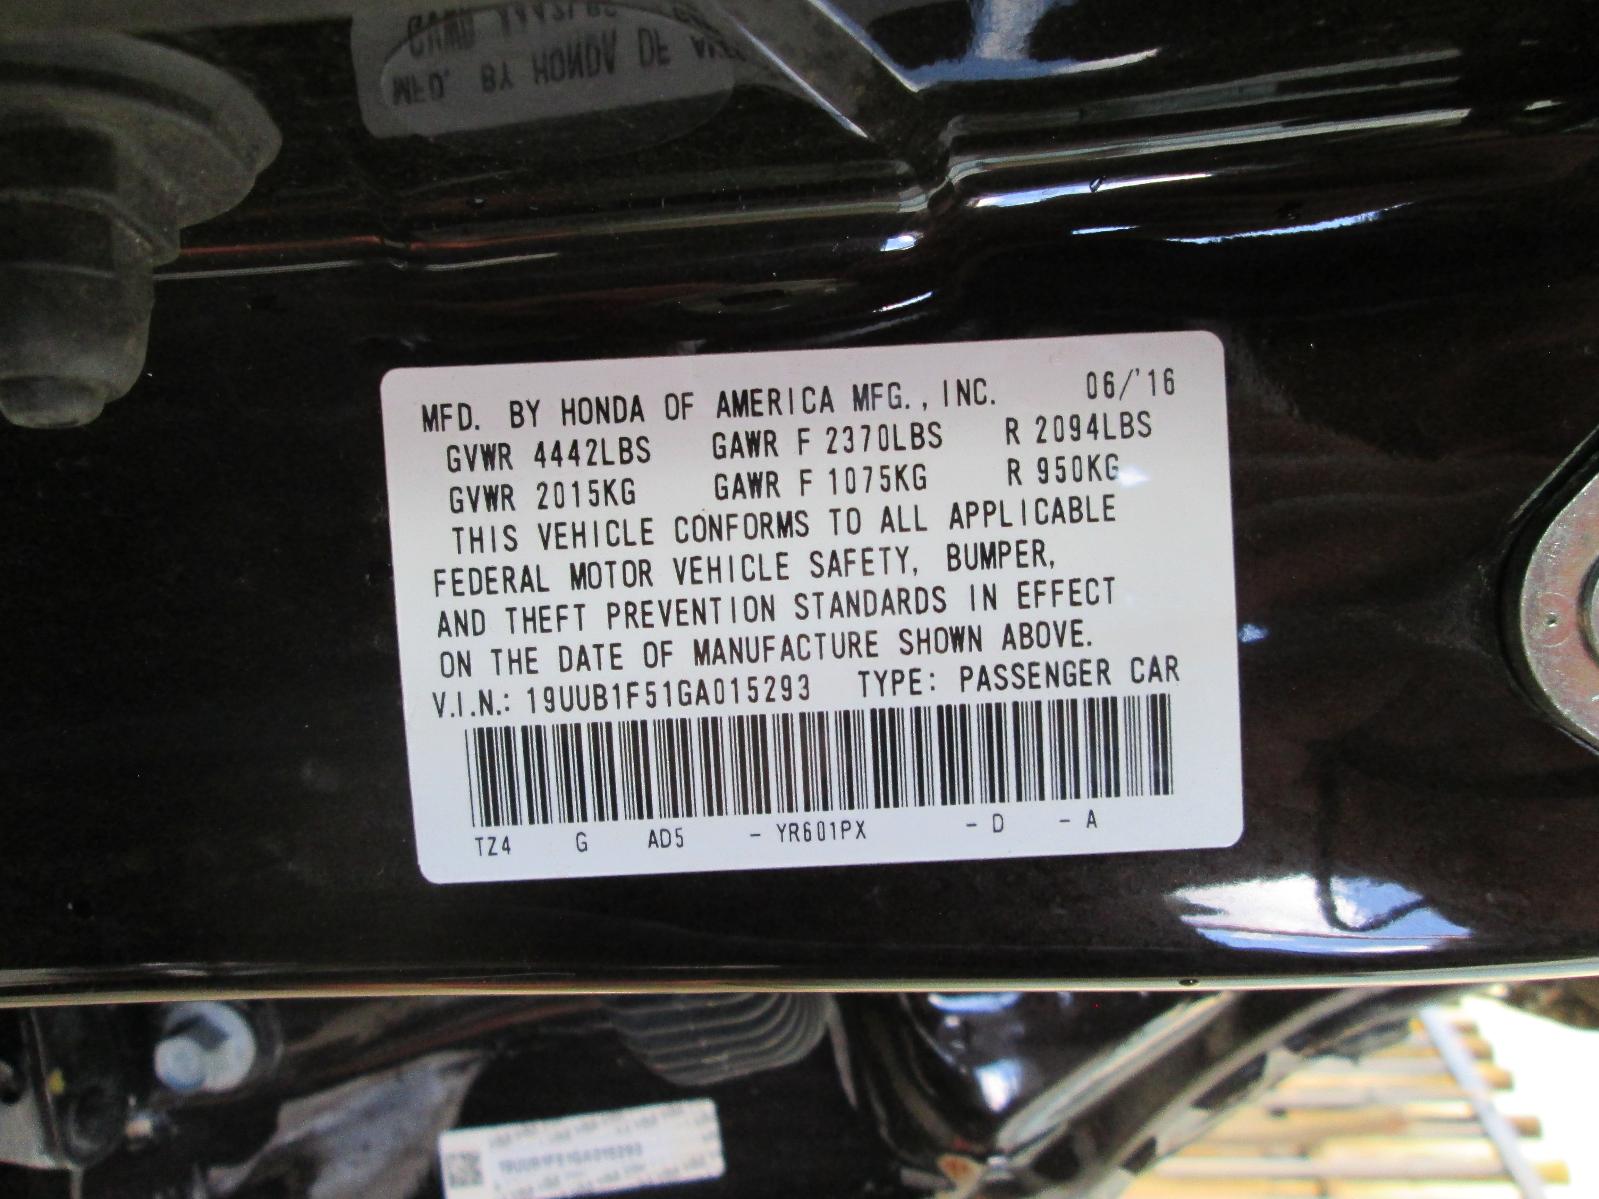 MFD. BY HONDA OF AMERICA MFG., INC. 06/'16
GVWR 4442LBS GAWR F 2370LBS R 2094LBS
GVWR 2015KG GAWR F 1075KG R 950KG
THIS VEHICLE CONFORMS TO ALL APPLICABLE
FEDERAL MOTOR VEHICLE SAFETY, BUMPER,
AND THEFT PREVENTION STANDARDS IN EFFECT
ON THE DATE OF MANUFACTURE SHOWN ABOVE.
V.I.N.: 19UUB1F51GA015293 TYPE: PASSENGER CAR
TZ4 G AD5 - YR601PX - D - A
19UUB1F51GA015293